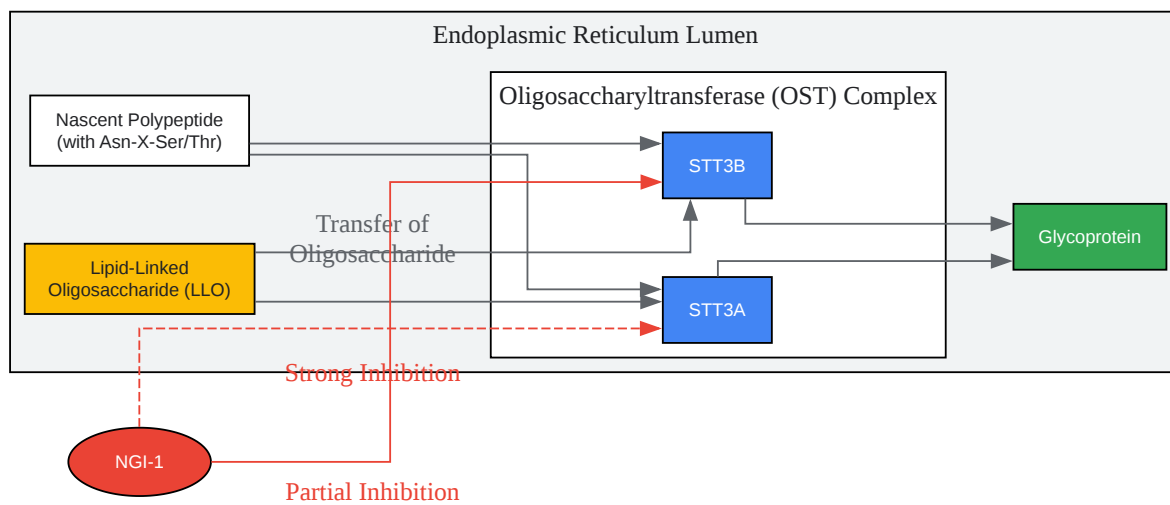 Endoplasmic Reticulum Lumen
Oligosaccharyltransferase (OST) Complex
Nascent Polypeptide
(with Asn-X-Ser/Thr)
STT3B
Transfer of
Oligosaccharide
Glycoprotein
Lipid-Linked
Oligosaccharide (LLO)
STT3A
Strong Inhibition
NGI-1
Partial Inhibition